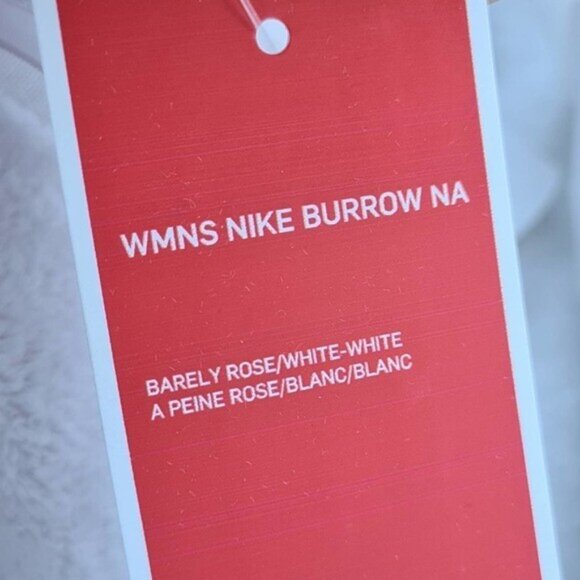 WMNS NIKE BURROW NA
BARELY ROSE/WHITE-WHITE
A PEINE ROSE/BLANC/BLANC